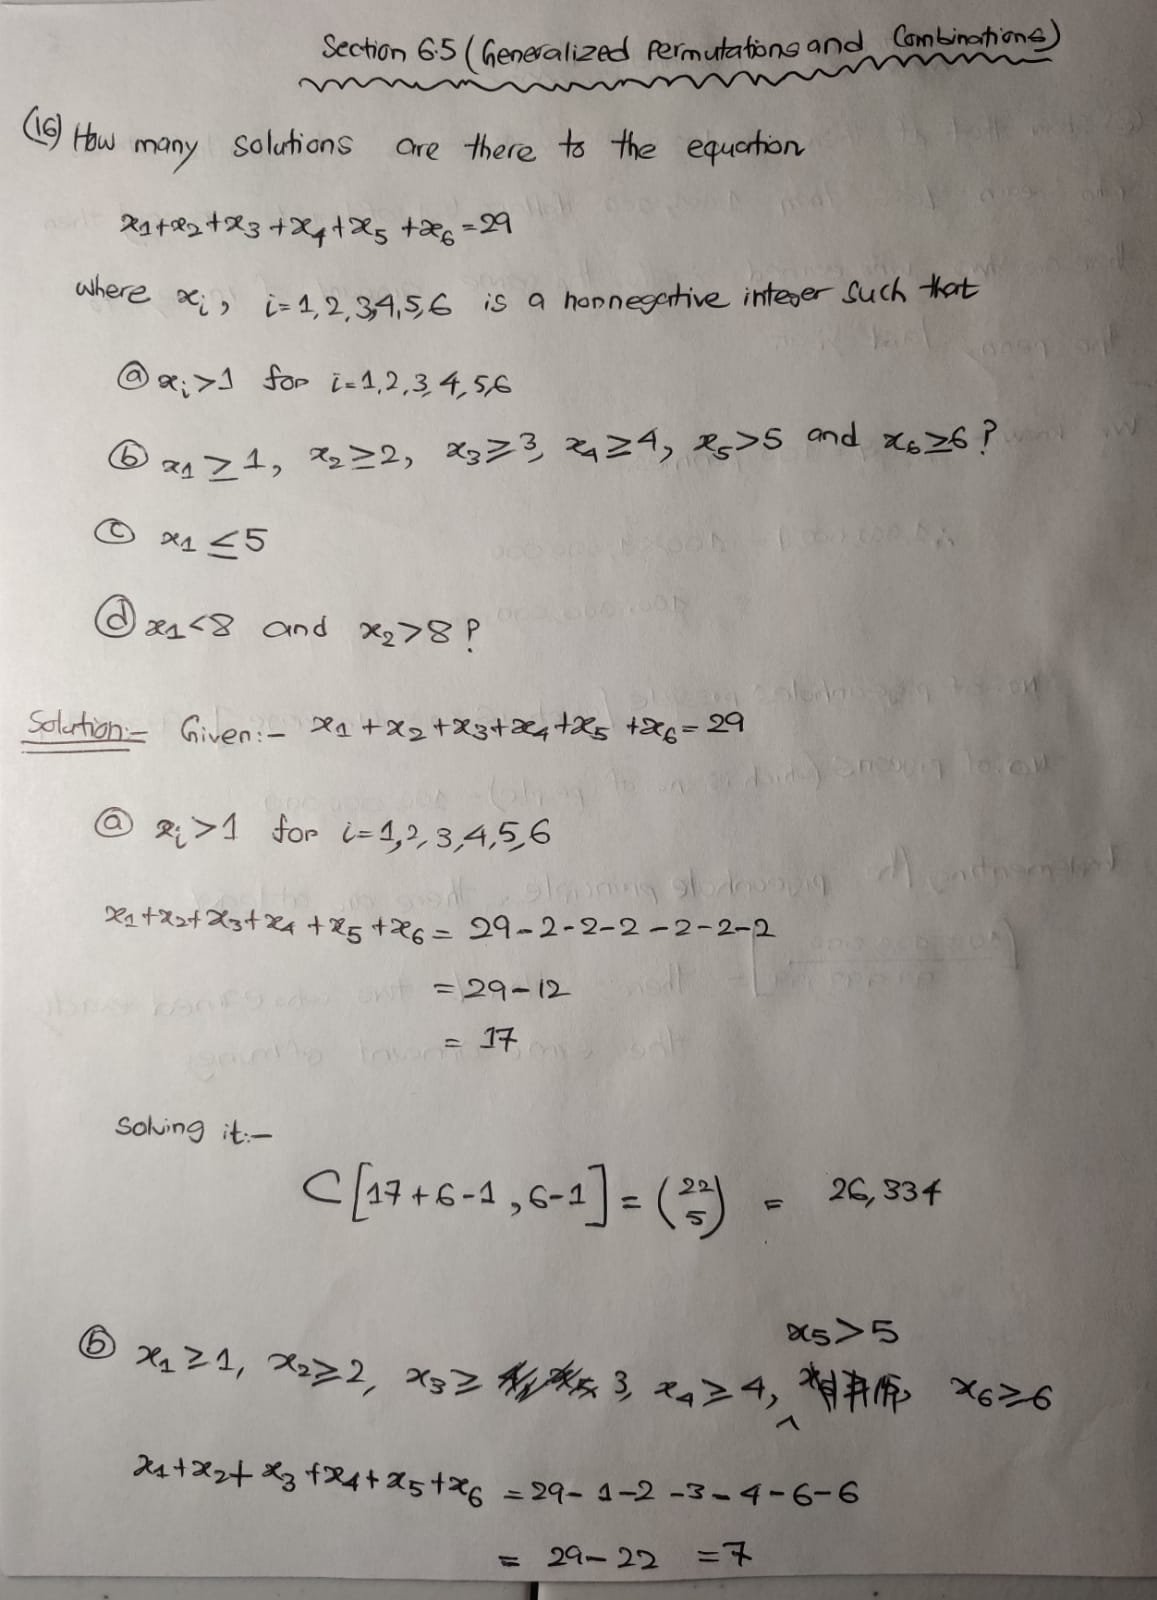 Section 6.5 (Generalized Permutations and Combinations)
(16) How many solutions are there to the equation
x₁+x₂+x₃+x₄+x₅+x₆=29
where xᵢ, i=1,2,3,4,5,6 is a nonnegative integer such that
ⓐ xᵢ>1 for i=1,2,3,4,5,6
ⓑ x₁≥1, x₂≥2, x₃≥3, x₄≥4, x₅>5 and x₆≥6?
ⓒ x₁≤5
ⓓ x₁<8 and x₂>8?
Solution:- Given:- x₁+x₂+x₃+x₄+x₅+x₆=29
ⓐ xᵢ>1 for i=1,2,3,4,5,6
x₁+x₂+x₃+x₄+x₅+x₆= 29-2-2-2-2-2-2
=29-12
= 17
Solving it:-
C[17+6-1,6-1]=(22 5) = 26,334
x₅>5
ⓑ x₁≥1, x₂≥2, x₃≥ 3, x₄≥4, ^ x₆≥6
x₁+x₂+x₃+x₄+x₅+x₆ =29-1-2-3-4-6-6
= 29-22 =7